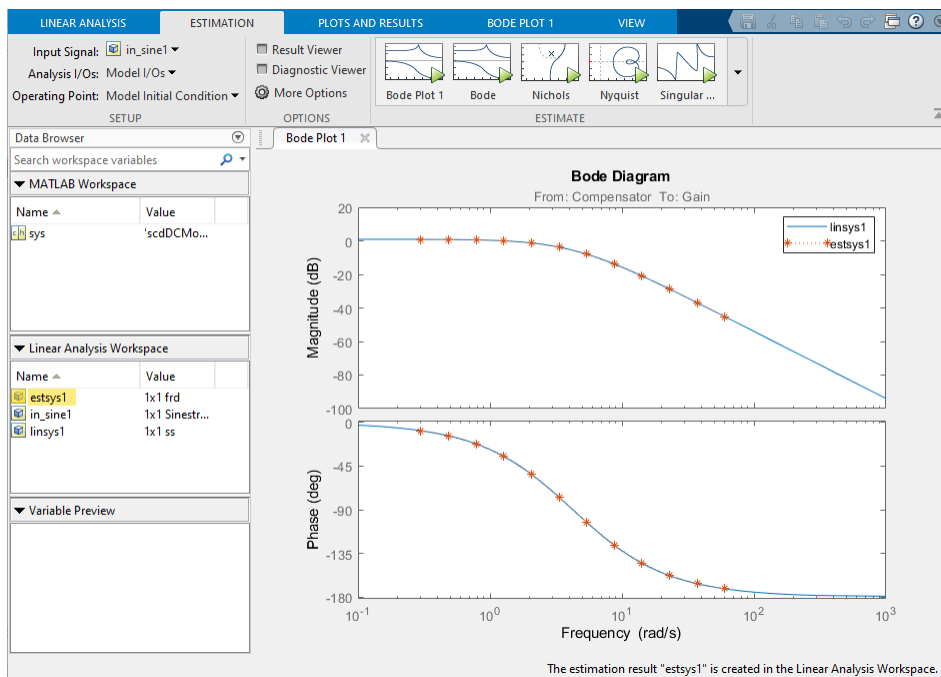 LINEAR ANALYSIS ESTIMATION PLOTS AND RESULTS BODE PLOT 1 VIEW
Input Signal: in_sine1
Analysis I/Os: Model I/Os
Operating Point: Model Initial Condition
SETUP
Result Viewer
Diagnostic Viewer
More Options
OPTIONS
Bode Plot 1 Bode Nichols Nyquist Singular ...
ESTIMATE
Data Browser
Search workspace variables
MATLAB Workspace
Name Value
sys 'scdDCMo...
Linear Analysis Workspace
Name Value
estsys1 1x1 frd
in_sine1 1x1 Sinestr...
linsys1 1x1 ss
Variable Preview
Bode Plot 1
Bode Diagram
From: Compensator To: Gain
Magnitude (dB)
20
0
-20
-40
-60
-80
-100
linsys1
estsys1
Phase (deg)
0
-45
-90
-135
-180
10^-1 10^0 10^1 10^2 10^3
Frequency (rad/s)
The estimation result "estsys1" is created in the Linear Analysis Workspace.